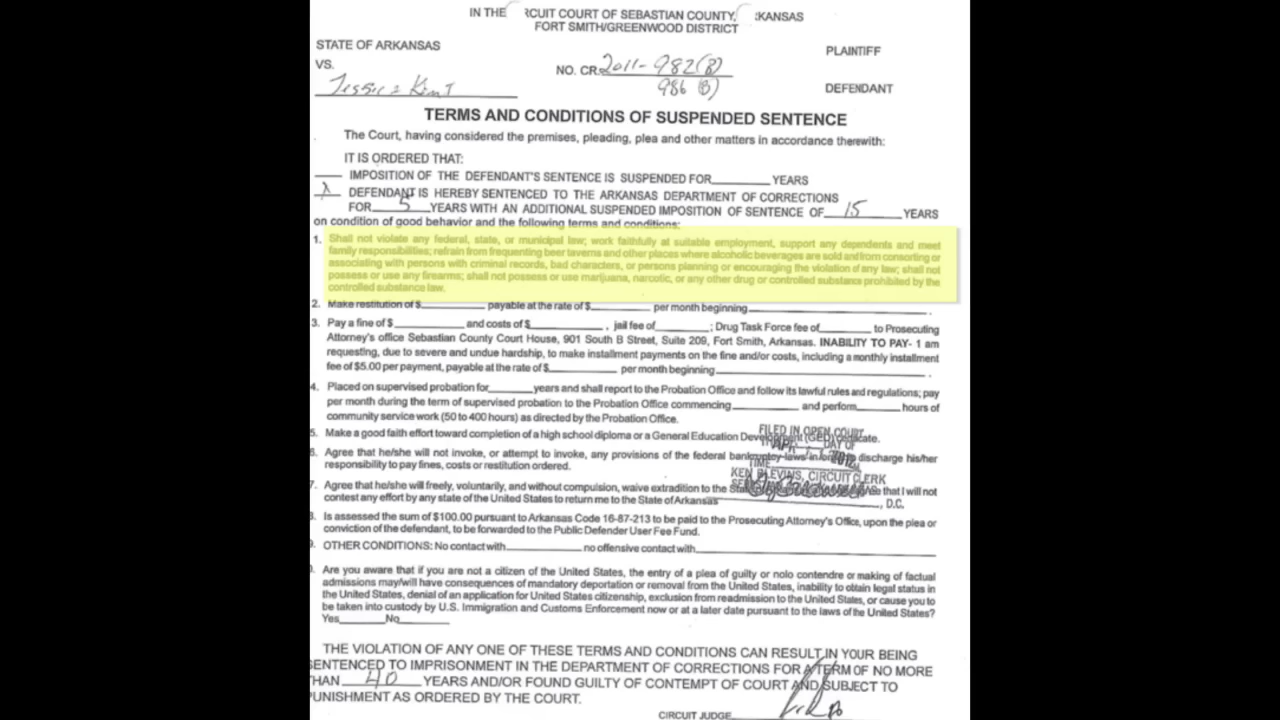 IN THE RCUIT COURT OF SEBASTIAN COUNTY, KANSAS
FORT SMITH/GREENWOOD DISTRICT
STATE OF ARKANSAS PLAINTIFF
VS. NO. CR. 2011-982(B)
986 (B) DEFENDANT
TERMS AND CONDITIONS OF SUSPENDED SENTENCE
The Court, having considered the premises, pleading, plea and other matters in accordance therewith:
IT IS ORDERED THAT:
IMPOSITION OF THE DEFENDANT'S SENTENCE IS SUSPENDED FOR YEARS
X DEFENDANT IS HEREBY SENTENCED TO THE ARKANSAS DEPARTMENT OF CORRECTIONS
FOR 5 YEARS WITH AN ADDITIONAL SUSPENDED IMPOSITION OF SENTENCE OF 15 YEARS
on condition of good behavior and the following terms and conditions:
1. Shall not violate any federal, state, or municipal law; work faithfully at suitable employment, support any dependents and meet
family responsibilities; refrain from frequenting beer taverns and other places where alcoholic beverages are sold and from consorting or
associating with persons with criminal records, bad characters, or persons planning or encouraging the violation of any law; shall not
possess or use any firearms; shall not possess or use marijuana, narcotic, or any other drug or controlled substance prohibited by the
controlled substance law.
2. Make restitution of $ payable at the rate of $ per month beginning .
3. Pay a fine of $ and costs of $ , jail fee of ; Drug Task Force fee of to Prosecuting
Attorney's office Sebastian County Court House, 901 South B Street, Suite 209, Fort Smith, Arkansas. INABILITY TO PAY- 1 am
requesting, due to severe and undue hardship, to make installment payments on the fine and/or costs, including a monthly installment
fee of $5.00 per payment, payable at the rate of $ per month beginning .
4. Placed on supervised probation for years and shall report to the Probation Office and follow its lawful rules and regulations; pay
per month during the term of supervised probation to the Probation Office commencing and perform hours of
community service work (50 to 400 hours) as directed by the Probation Office.
FILED IN OPEN COURT
5. Make a good faith effort toward completion of a high school diploma or a General Education Development (GED) certificate.
DAY OF
6. Agree that he/she will not invoke, or attempt to invoke, any provisions of the federal bankruptcy laws in to discharge his/her
TIME
responsibility to pay fines, costs or restitution ordered.
KEN BLEVINS, CIRCUIT CLERK
7. Agree that he/she will freely, voluntarily, and without compulsion, waive extradition to the that I will not
contest any effort by any state of the United States to return me to the State of Arkansas , D.C.
8. Is assessed the sum of $100.00 pursuant to Arkansas Code 16-87-213 to be paid to the Prosecuting Attorney's Office, upon the plea or
conviction of the defendant, to be forwarded to the Public Defender User Fee Fund.
9. OTHER CONDITIONS: No contact with no offensive contact with
Are you aware that if you are not a citizen of the United States, the entry of a plea of guilty or nolo contendre or making of factual
admissions may/will have consequences of mandatory deportation or removal from the United States, inability to obtain legal status in
the United States, denial of an application for United States citizenship, exclusion from readmission to the United States, or cause you to
be taken into custody by U.S. Immigration and Customs Enforcement now or at a later date pursuant to the laws of the United States?
Yes No
THE VIOLATION OF ANY ONE OF THESE TERMS AND CONDITIONS CAN RESULT IN YOUR BEING
SENTENCED TO IMPRISONMENT IN THE DEPARTMENT OF CORRECTIONS FOR A TERM OF NO MORE
THAN 40 YEARS AND/OR FOUND GUILTY OF CONTEMPT OF COURT AND SUBJECT TO
PUNISHMENT AS ORDERED BY THE COURT.
CIRCUIT JUDGE